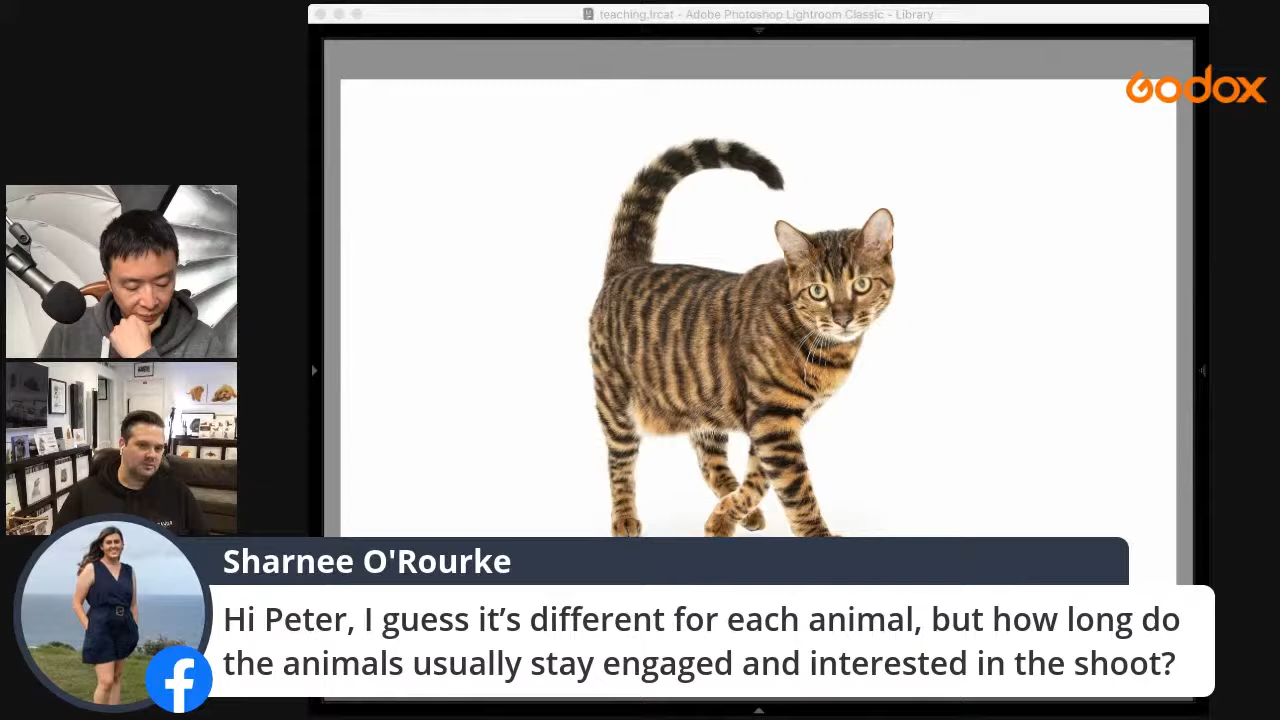 teaching.lrcat - Adobe Photoshop Lightroom Classic - Library
Godox
Sharnee O'Rourke
Hi Peter, I guess it’s different for each animal, but how long do
the animals usually stay engaged and interested in the shoot?